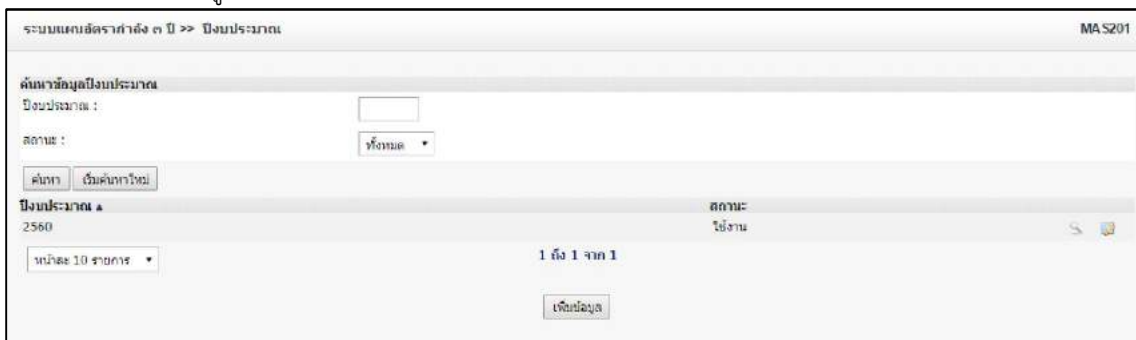 ระบบแผนอัตรากำลัง ๓ ปี >> ปีงบประมาณ MAS201
ค้นหาข้อมูลปีงบประมาณ
ปีงบประมาณ :
สถานะ : ทั้งหมด
ค้นหา เริ่มค้นหาใหม่
ปีงบประมาณ ▲ สถานะ
2560 ใช้งาน
หน้าละ 10 รายการ 1 ถึง 1 จาก 1
เพิ่มข้อมูล